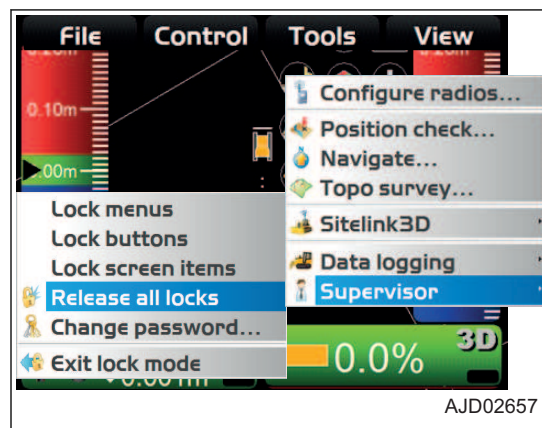 File Control Tools View
0.10m
Configure radios...
Position check...
Navigate...
Topo survey...
Sitelink3D
Data logging
Supervisor
Lock menus
Lock buttons
Lock screen items
Release all locks
Change password...
Exit lock mode
0.0%
3D
AJD02657